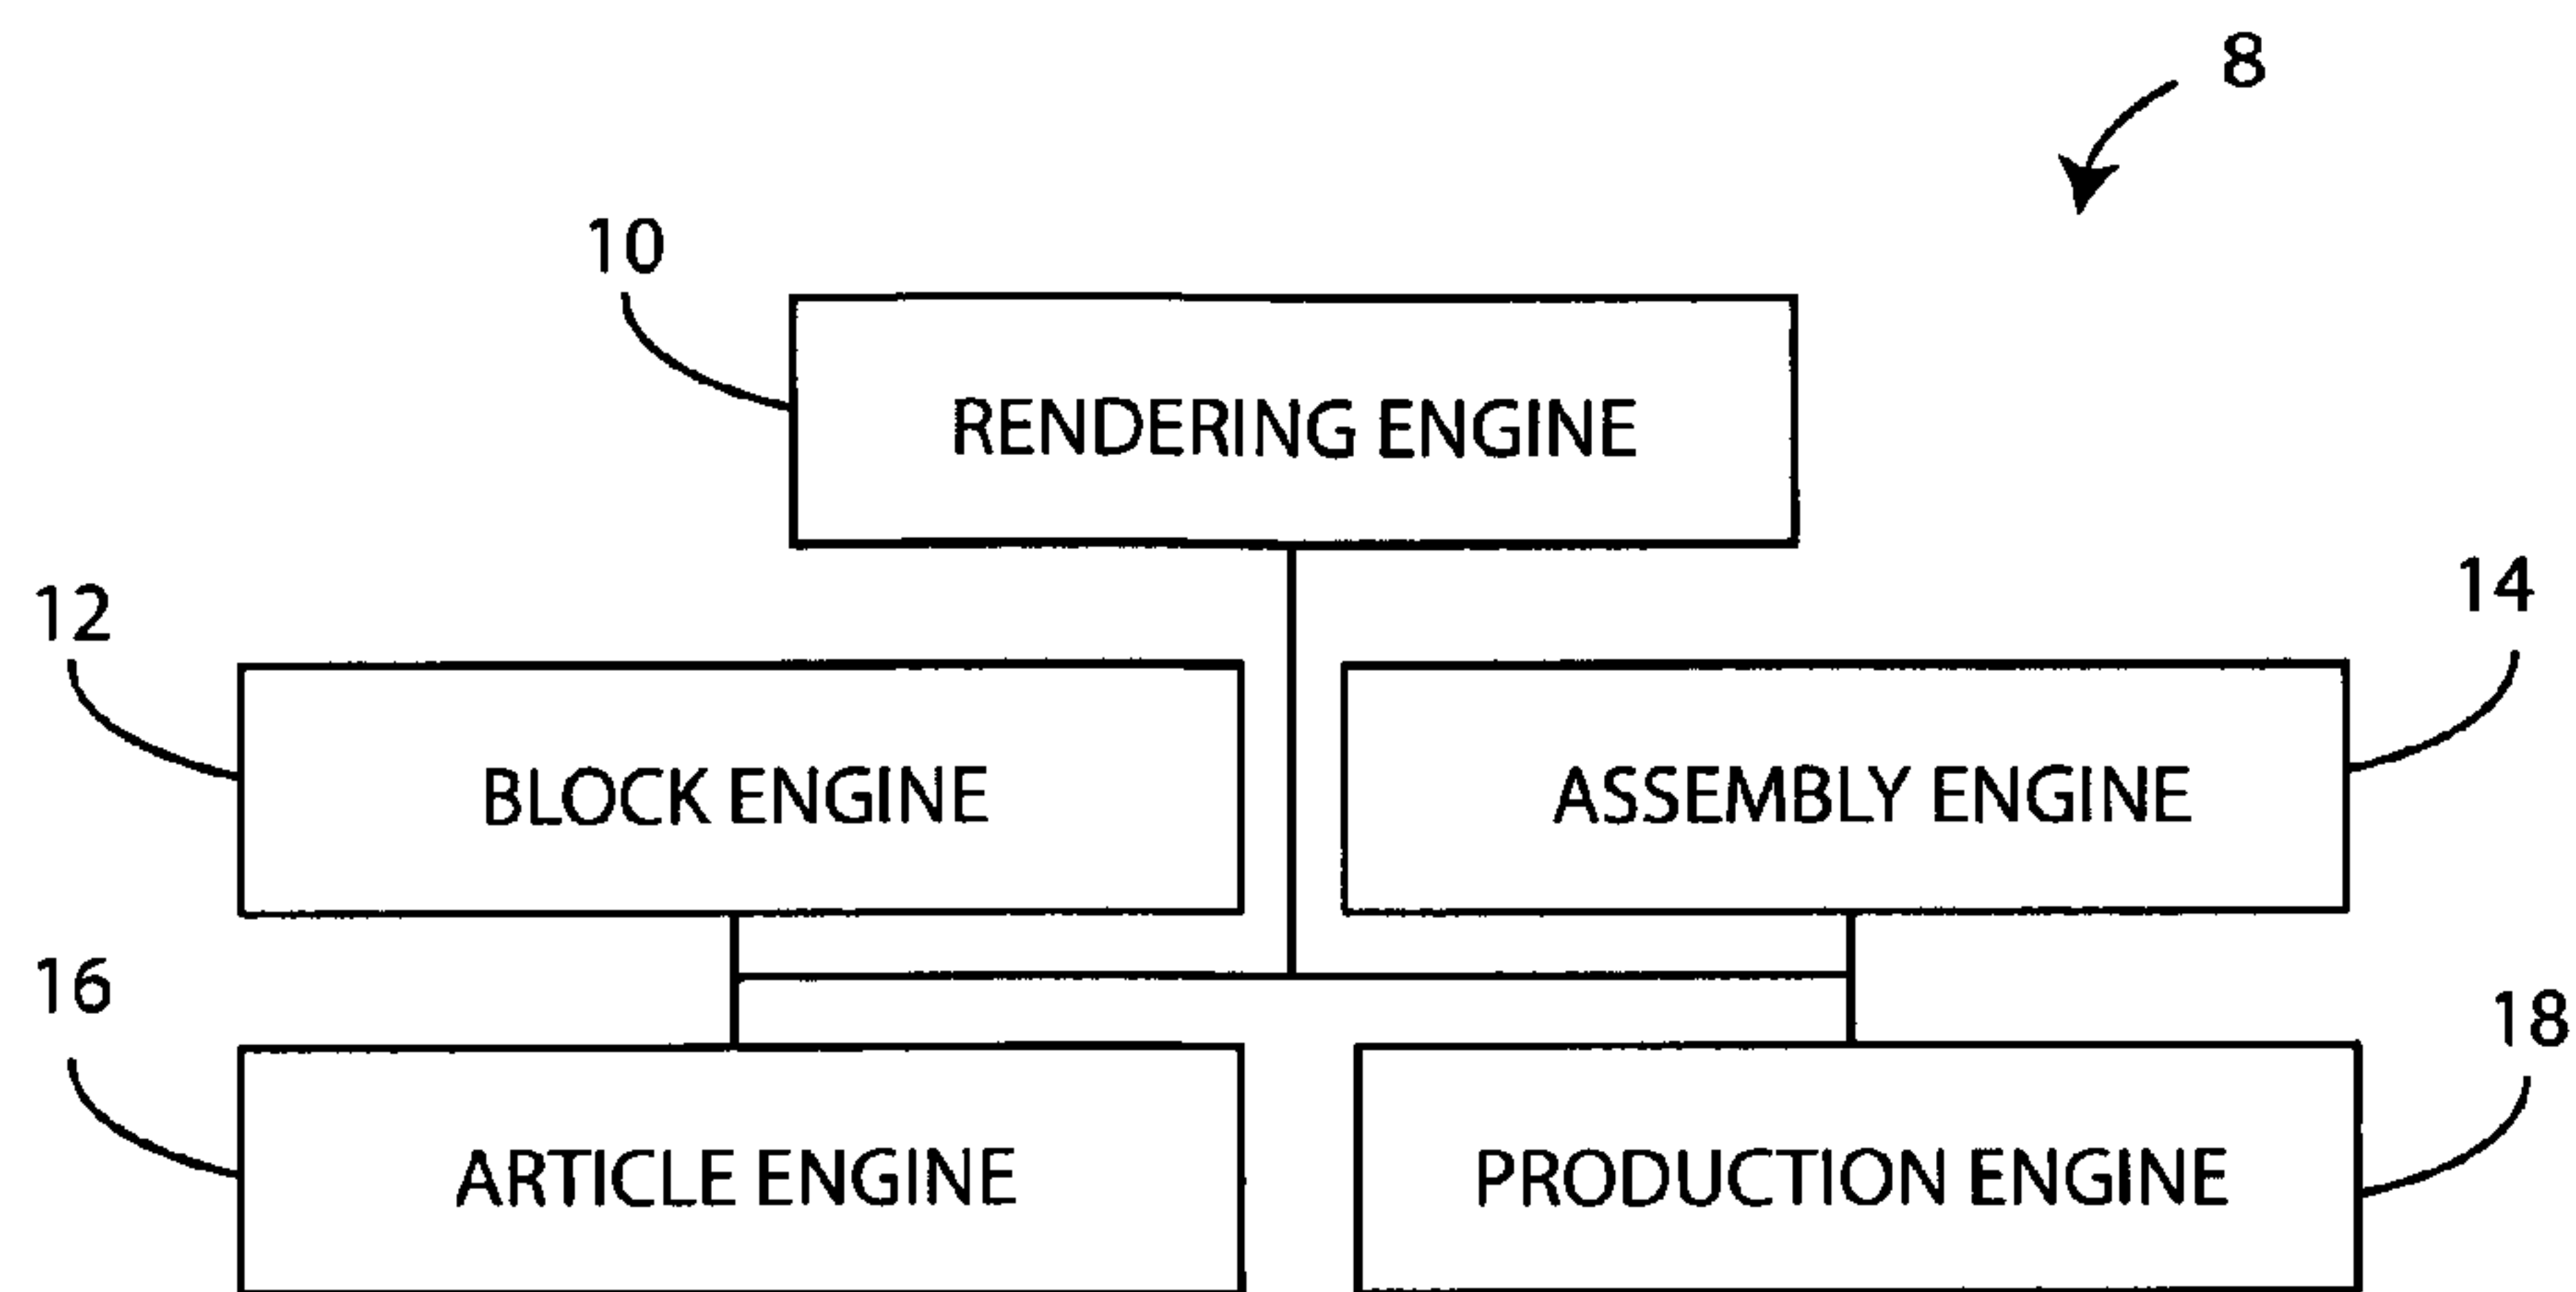 8
10
RENDERING ENGINE
12
14
BLOCK ENGINE
ASSEMBLY ENGINE
16
18
ARTICLE ENGINE
PRODUCTION ENGINE